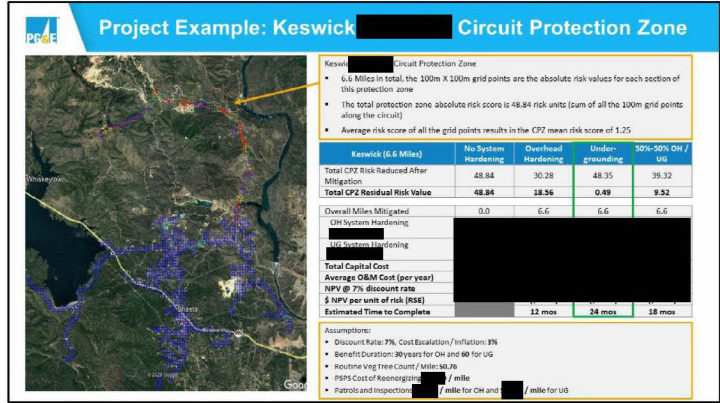 PG&E
Project Example: Keswick Circuit Protection Zone
Keswick Circuit Protection Zone
▪ 6.6 Miles in total, the 100m X 100m grid points are the absolute risk values for each section of
this protection zone
▪ The total protection zone absolute risk score is 48.84 risk units (sum of all the 100m grid points
along the circuit)
▪ Average risk score of all the grid points results in the CPZ mean risk score of 1.25
Keswick (6.6 Miles) No System Hardening Overhead Hardening Under-grounding 50%-50% OH / UG
Total CPZ Risk Reduced After Mitigation 48.84 30.28 48.35 39.32
Total CPZ Residual Risk Value 48.84 18.56 0.49 9.52
Overall Miles Mitigated 0.0 6.6 6.6 6.6
OH System Hardening
UG System Hardening
Total Capital Cost
Average O&M Cost (per year)
NPV @ 7% discount rate
$ NPV per unit of risk (RSE)
Estimated Time to Complete 12 mos 24 mos 18 mos
Assumptions:
▪ Discount Rate: 7%, Cost Escalation / Inflation: 3%
▪ Benefit Duration: 30 years for OH and 60 for UG
▪ Routine Veg Tree Count / Mile: 50.76
▪ PSPS Cost of Reenergizing / mile
▪ Patrols and Inspections / mile for OH and / mile for UG
Whiskeytown
Shasta
© 2020 Google
Goog